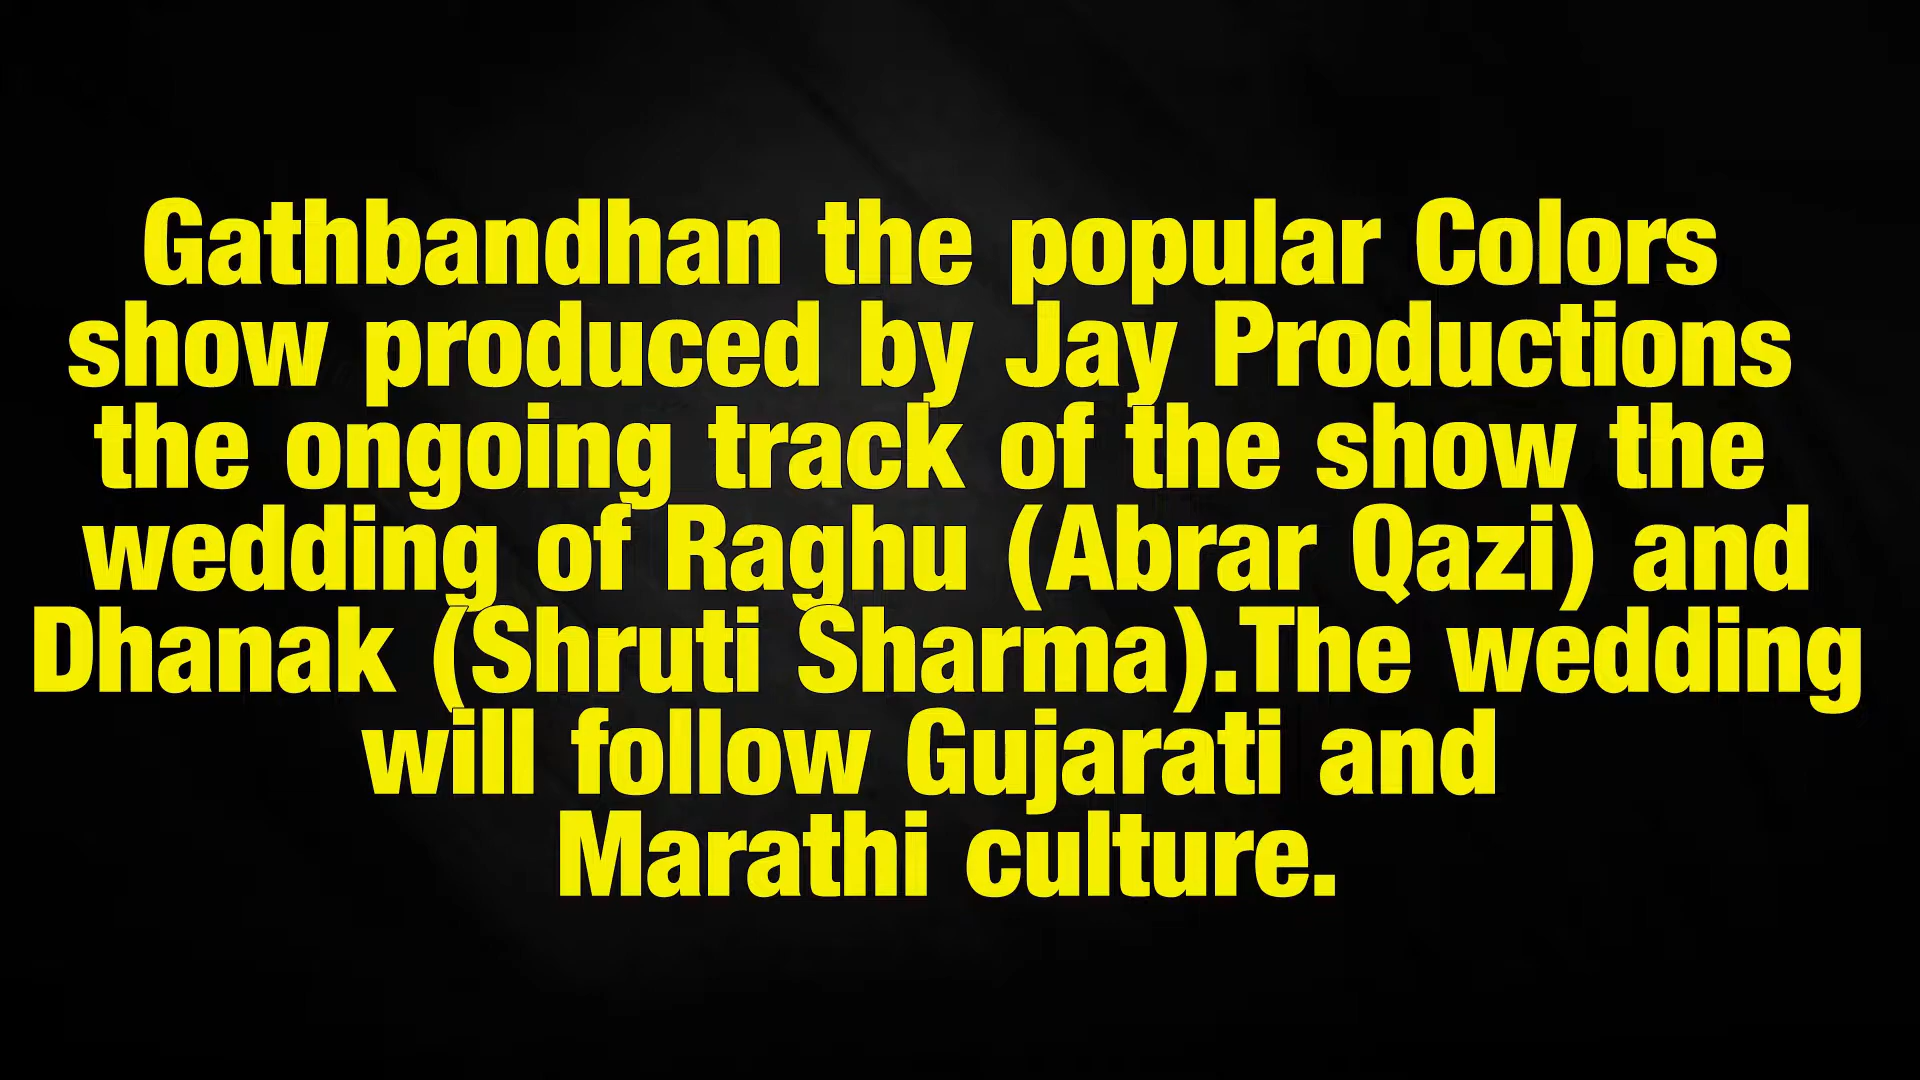 Gathbandhan the popular Colors
show produced by Jay Productions
the ongoing track of the show the
wedding of Raghu (Abrar Qazi) and
Dhanak (Shruti Sharma).The wedding
will follow Gujarati and
Marathi culture.